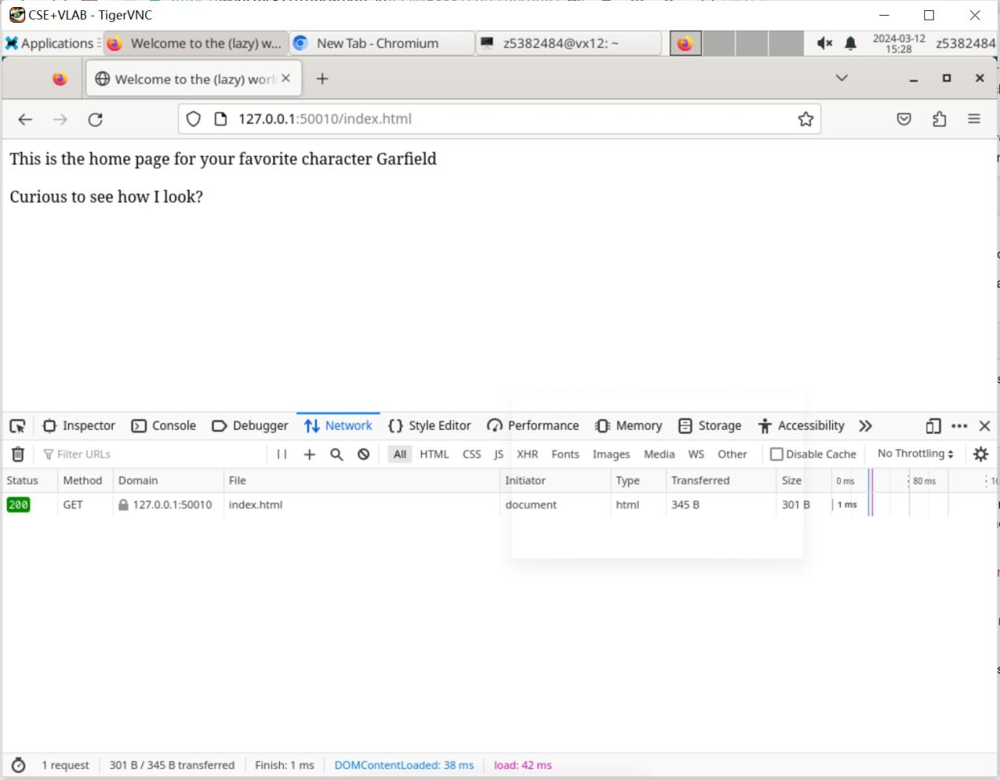 CSE+VLAB - TigerVNC
Applications Welcome to the (lazy) w... New Tab - Chromium z5382484@vx12: ~ 2024-03-12 15:28 z5382484
Welcome to the (lazy) worl
127.0.0.1:50010/index.html
This is the home page for your favorite character Garfield
Curious to see how I look?
Inspector Console Debugger Network Style Editor Performance Memory Storage Accessibility
Filter URLs All HTML CSS JS XHR Fonts Images Media WS Other Disable Cache No Throttling
Status Method Domain File Initiator Type Transferred Size 0 ms 80 ms
200 GET 127.0.0.1:50010 index.html document html 345 B 301 B 1 ms
1 request 301 B / 345 B transferred Finish: 1 ms DOMContentLoaded: 38 ms load: 42 ms